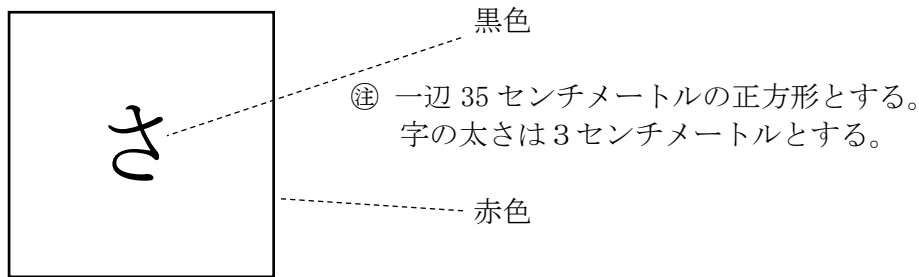 黒色
さ
㊟ 一辺 35 センチメートルの正方形とする。
字の太さは３センチメートルとする。
赤色